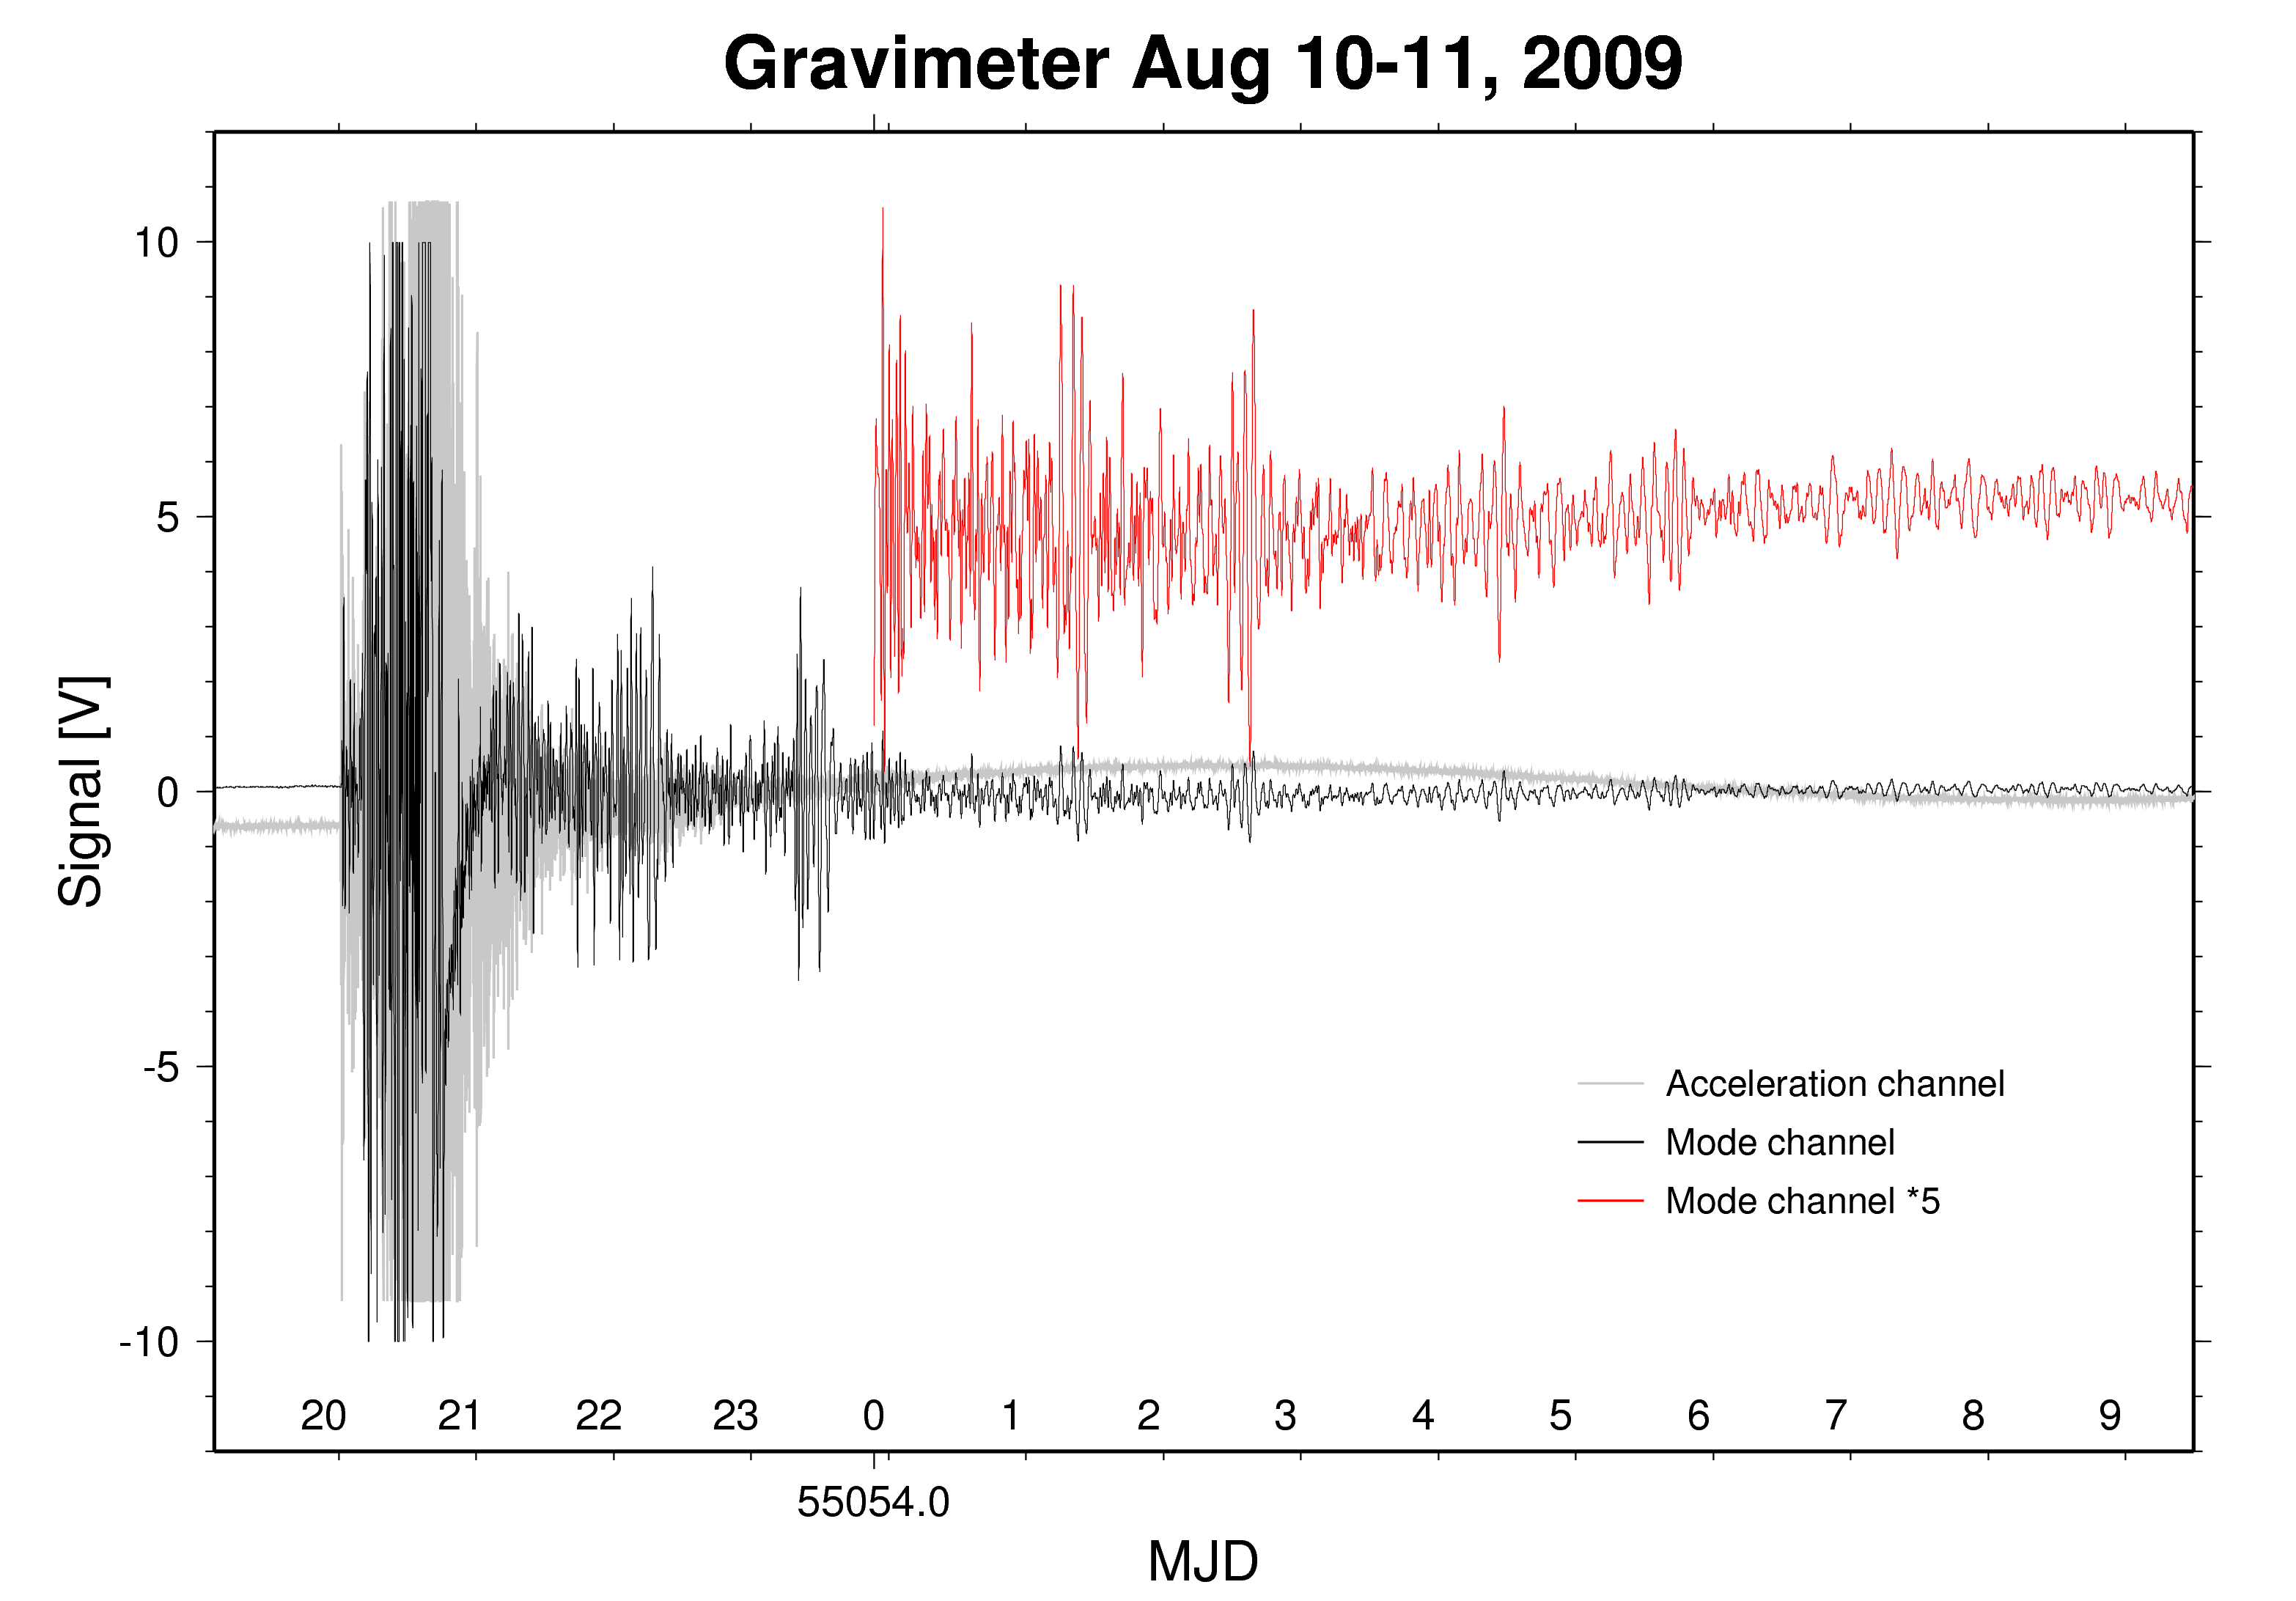 Gravimeter Aug 10-11, 2009
Signal [V]
10
5
0
-5
-10
Acceleration channel
Mode channel
Mode channel *5
20 21 22 23 0 1 2 3 4 5 6 7 8 9
55054.0
MJD